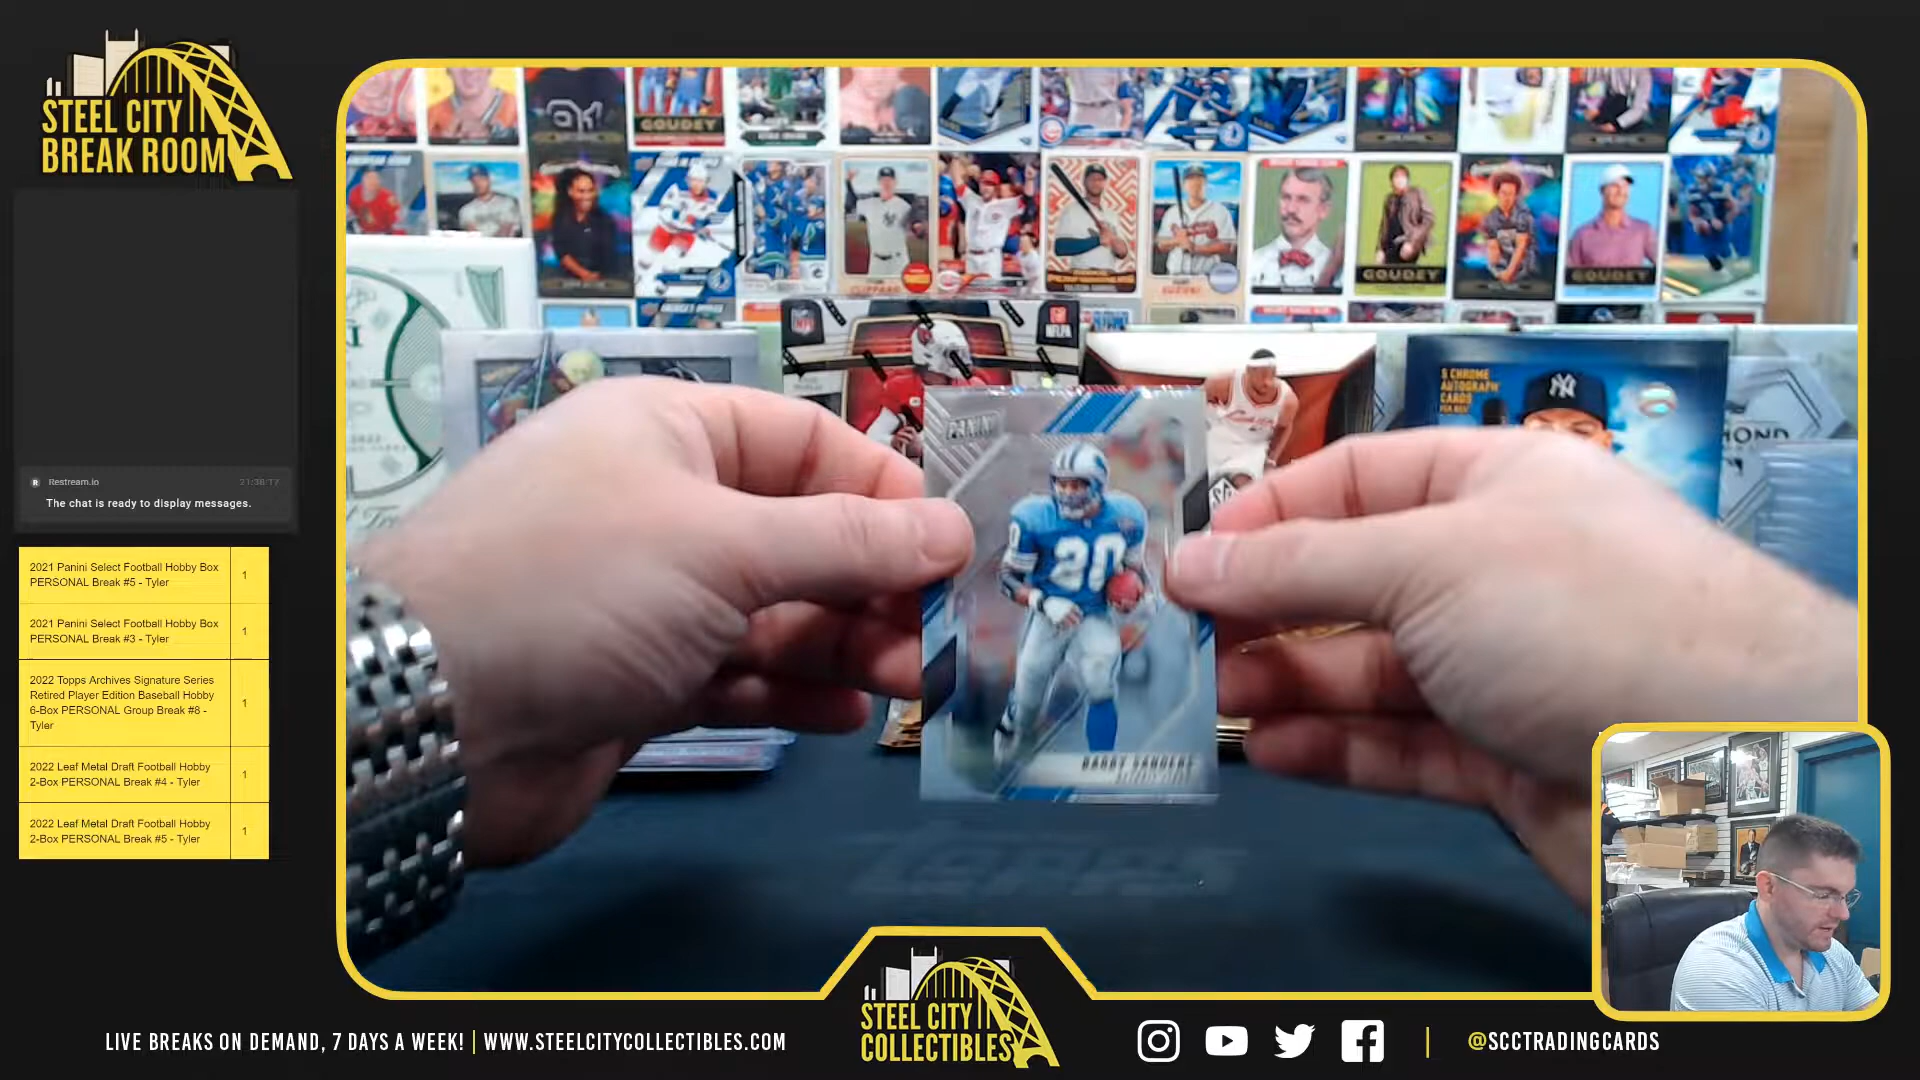 STEEL CITY
BREAK ROOM
Restream.io
The chat is ready to display messages.
2021 Panini Select Football Hobby Box
PERSONAL Break #5 - Tyler
1
2021 Panini Select Football Hobby Box
PERSONAL Break #3 - Tyler
1
2022 Topps Archives Signature Series
Retired Player Edition Baseball Hobby
6-Box PERSONAL Group Break #8 -
Tyler
1
2022 Leaf Metal Draft Football Hobby
2-Box PERSONAL Break #4 - Tyler
1
2022 Leaf Metal Draft Football Hobby
2-Box PERSONAL Break #5 - Tyler
1
GOUDEY
GOUDEY
GOUDEY
NFL
5 CHROME
AUTOGRAPH
CARDS
PANINI
20
BARRY SANDERS
TOPPS
STEEL CITY
COLLECTIBLES
LIVE BREAKS ON DEMAND, 7 DAYS A WEEK! | WWW.STEELCITYCOLLECTIBLES.COM
@SCCTRADINGCARDS